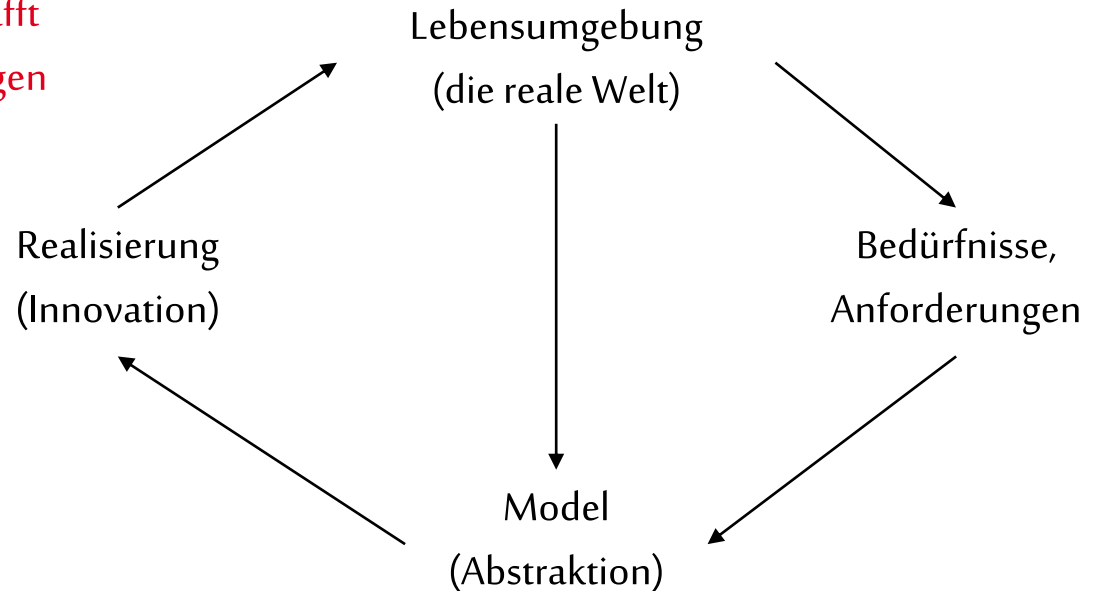 Lebensumgebung
(die reale Welt)
Realisierung
(Innovation)
Bedürfnisse,
Anforderungen
Model
(Abstraktion)